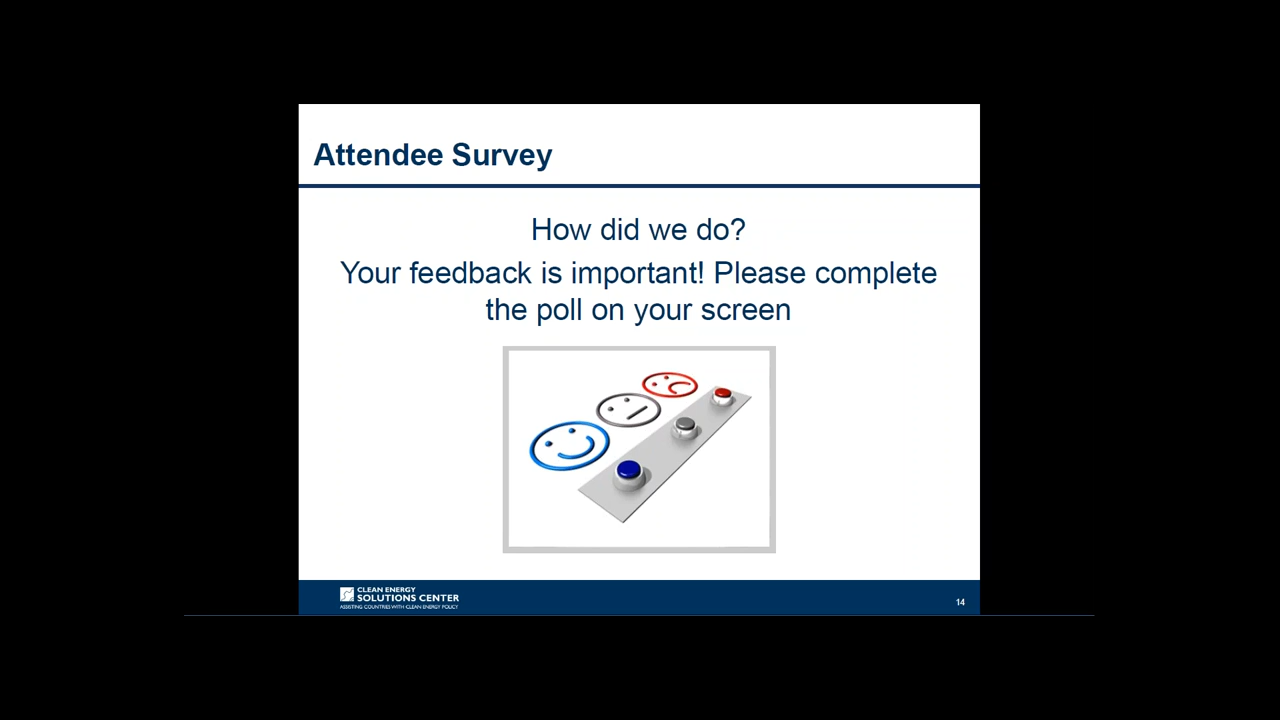 Attendee Survey
How did we do?
Your feedback is important! Please complete
the poll on your screen
CLEAN ENERGY
SOLUTIONS CENTER
ASSISTING COUNTRIES WITH CLEAN ENERGY POLICY
14